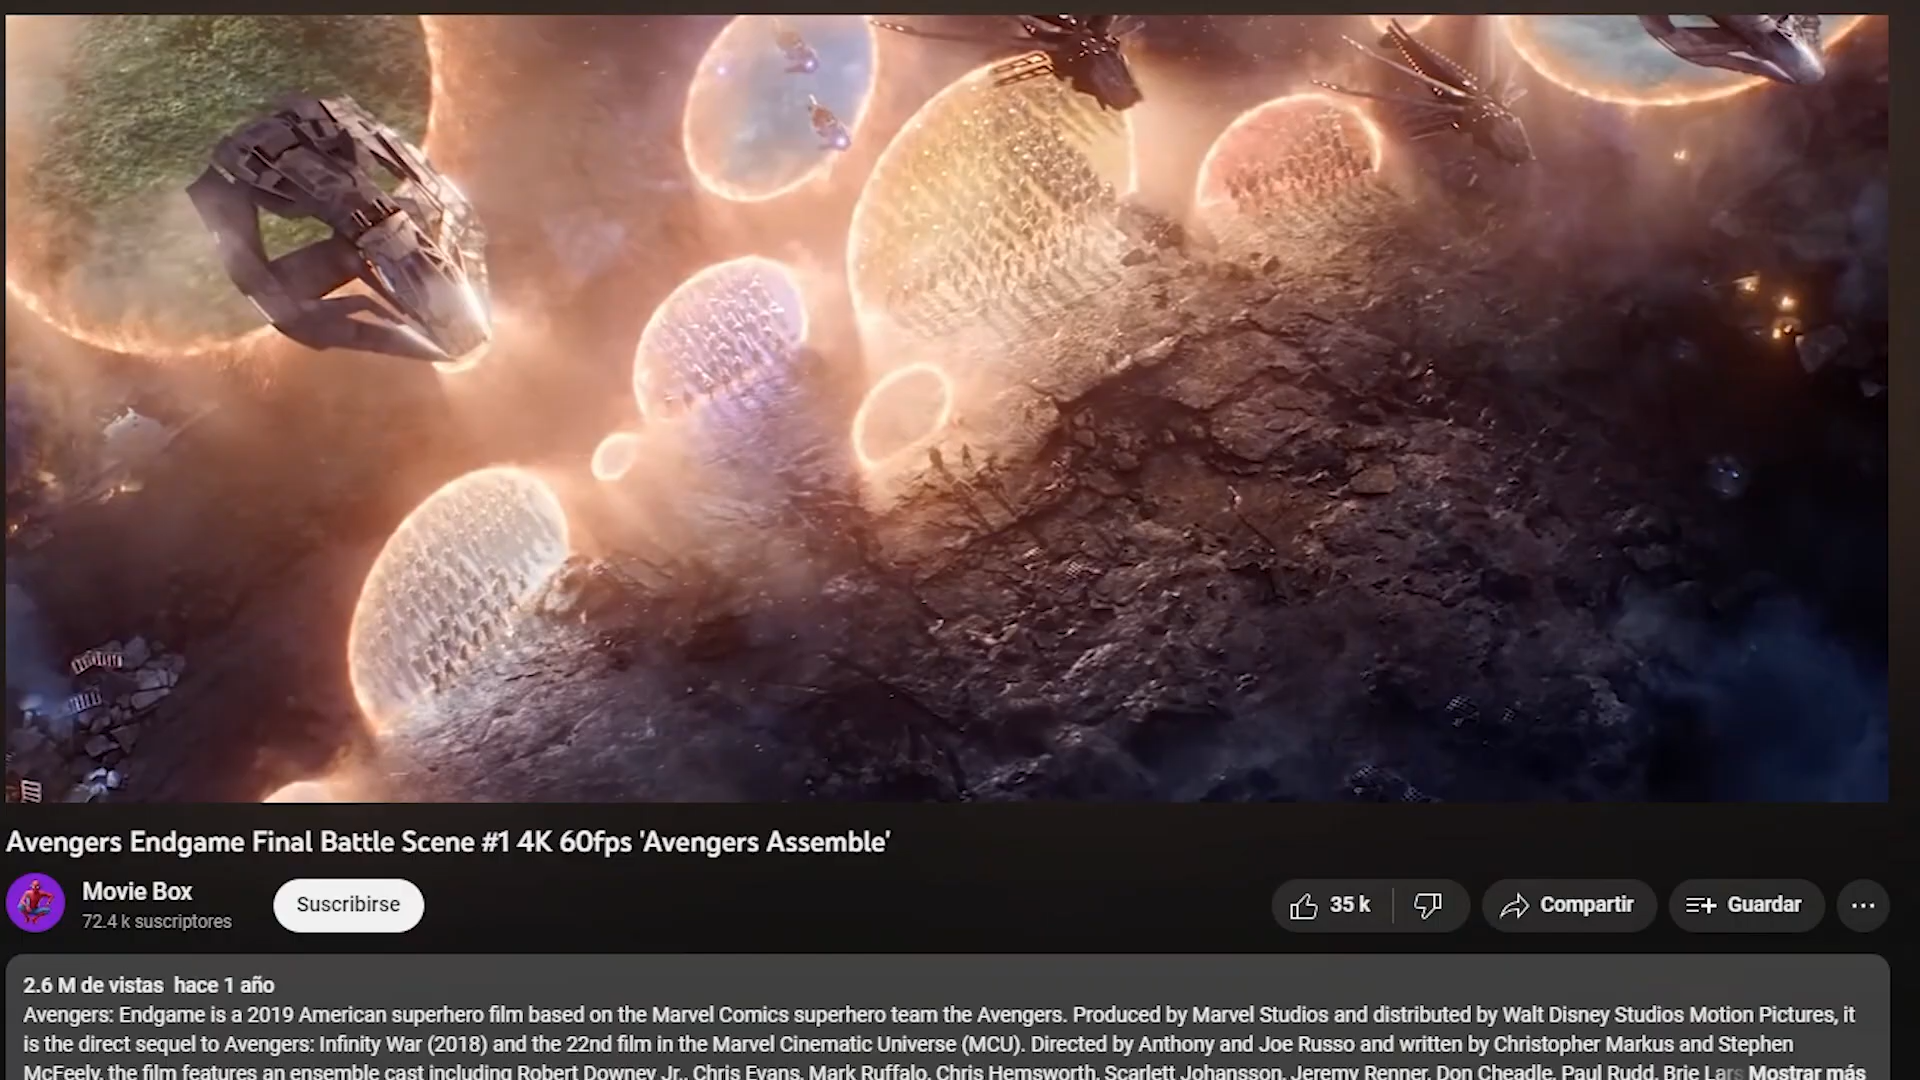 Avengers Endgame Final Battle Scene #1 4K 60fps 'Avengers Assemble'
Movie Box
72.4 k suscriptores
Suscribirse
35 k
Compartir
Guardar
2.6 M de vistas hace 1 año
Avengers: Endgame is a 2019 American superhero film based on the Marvel Comics superhero team the Avengers. Produced by Marvel Studios and distributed by Walt Disney Studios Motion Pictures, it
is the direct sequel to Avengers: Infinity War (2018) and the 22nd film in the Marvel Cinematic Universe (MCU). Directed by Anthony and Joe Russo and written by Christopher Markus and Stephen
McFeely, the film features an ensemble cast including Robert Downey Jr., Chris Evans, Mark Ruffalo, Chris Hemsworth, Scarlett Johansson, Jeremy Renner, Don Cheadle, Paul Rudd, Brie Lars Mostrar más